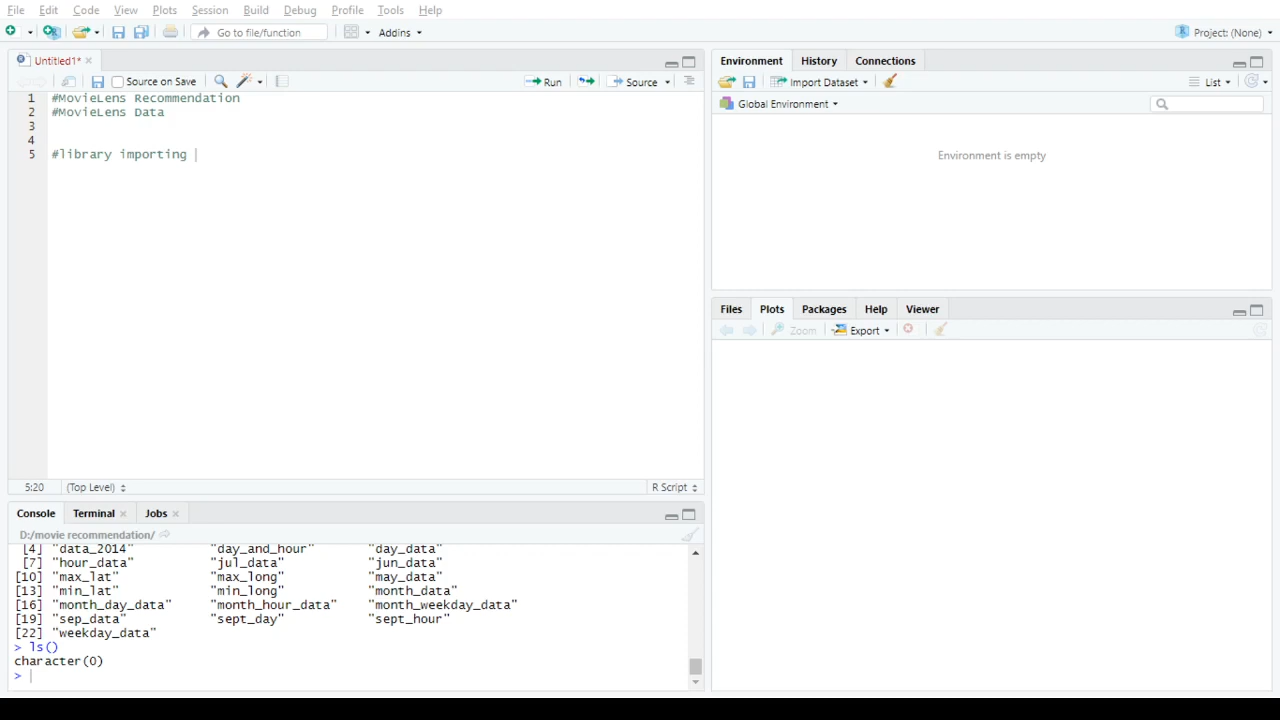 File Edit Code View Plots Session Build Debug Profile Tools Help
Go to file/function Addins Project: (None)
Untitled1*
Source on Save Run Source
1 #MovieLens Recommendation
2 #MovieLens Data
3
4
5 #library importing
5:20 (Top Level) R Script
Console Terminal Jobs
D:/movie recommendation/
[4] "data_2014" "day_and_hour" "day_data"
[7] "hour_data" "jul_data" "jun_data"
[10] "max_lat" "max_long" "may_data"
[13] "min_lat" "min_long" "month_data"
[16] "month_day_data" "month_hour_data" "month_weekday_data"
[19] "sep_data" "sept_day" "sept_hour"
[22] "weekday_data"
> ls()
character(0)
>
Environment History Connections
Import Dataset List
Global Environment
Environment is empty
Files Plots Packages Help Viewer
Zoom Export